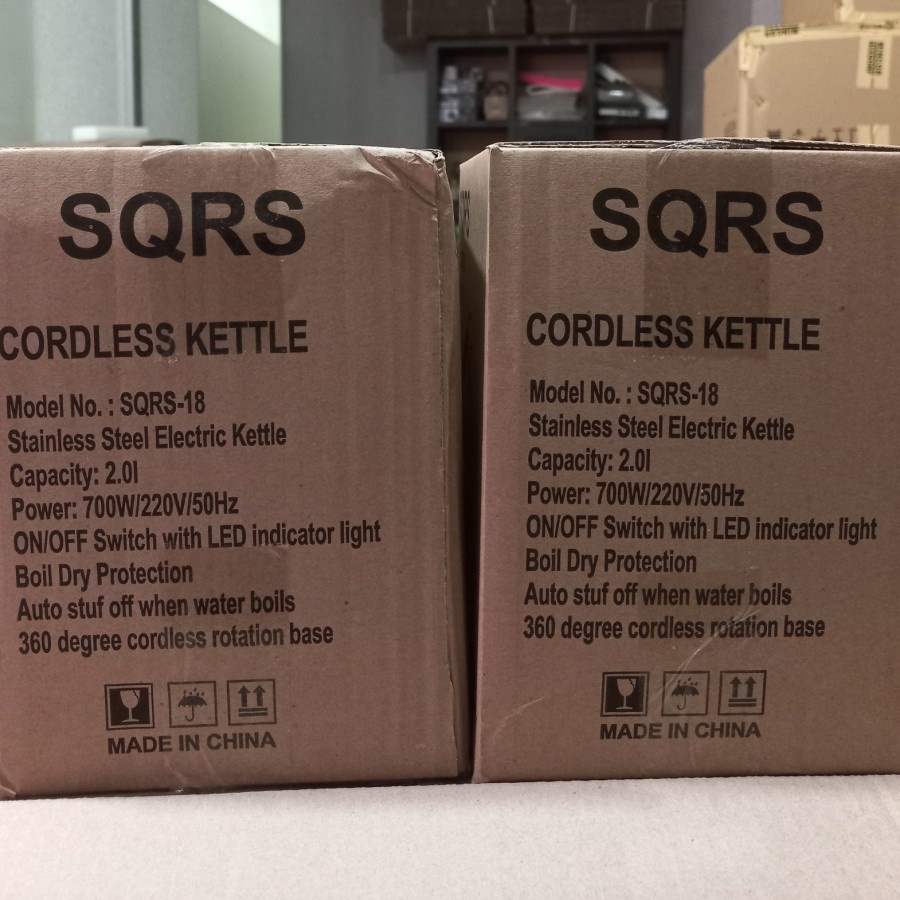 SQRS
CORDLESS KETTLE
Model No. : SQRS-18
Stainless Steel Electric Kettle
Capacity: 2.0l
Power: 700W/220V/50Hz
ON/OFF Switch with LED indicator light
Boil Dry Protection
Auto stuf off when water boils
360 degree cordless rotation base
MADE IN CHINA
SQRS
CORDLESS KETTLE
Model No. : SQRS-18
Stainless Steel Electric Kettle
Capacity: 2.0l
Power: 700W/220V/50Hz
ON/OFF Switch with LED indicator light
Boil Dry Protection
Auto stuf off when water boils
360 degree cordless rotation base
MADE IN CHINA